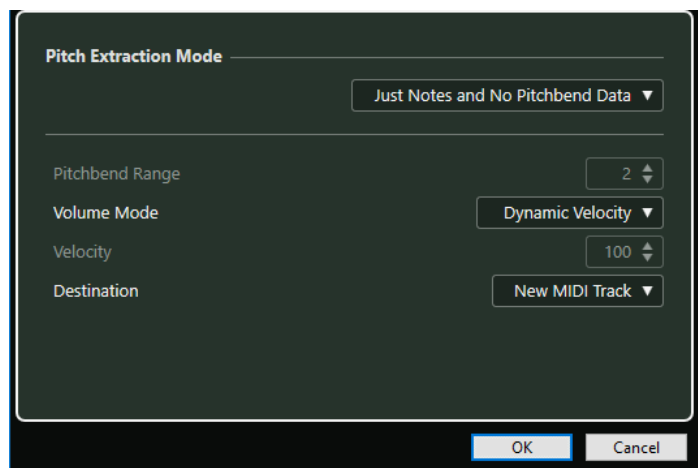 Pitch Extraction Mode
Just Notes and No Pitchbend Data
Pitchbend Range 2
Volume Mode Dynamic Velocity
Velocity 100
Destination New MIDI Track
OK Cancel